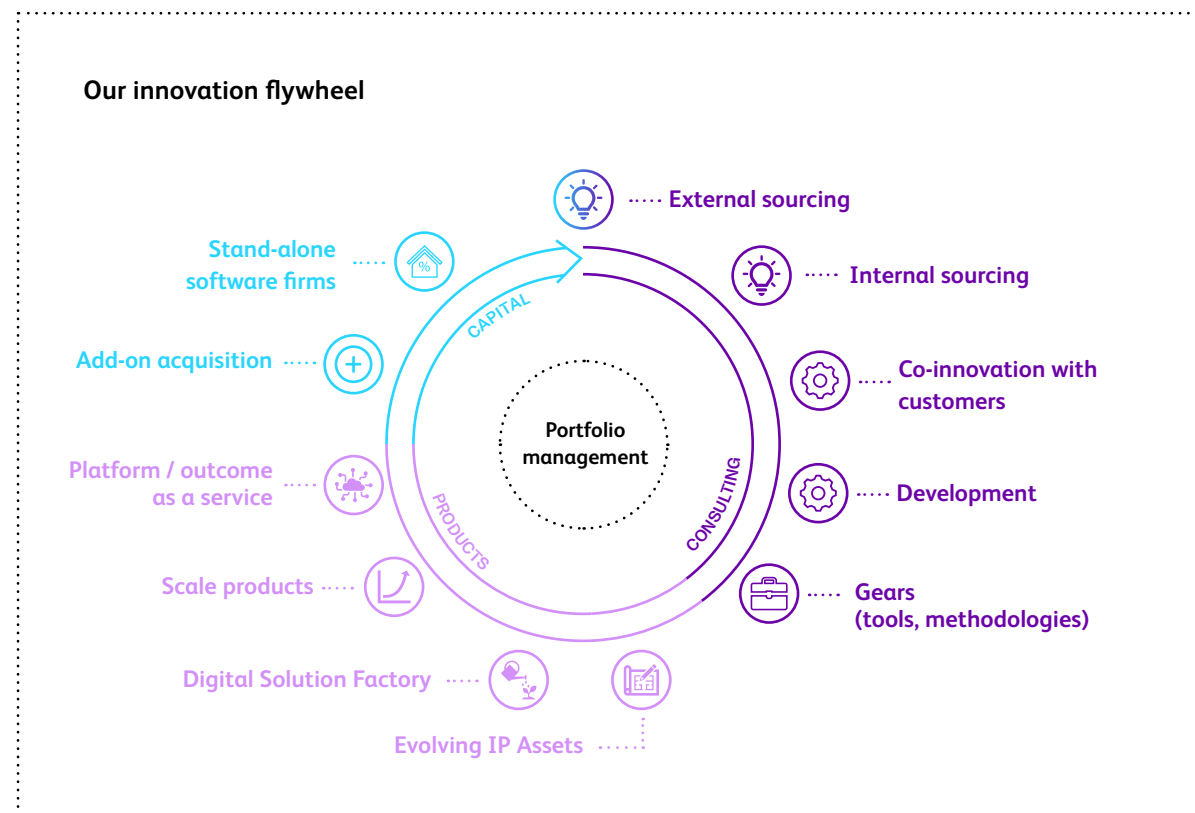 Our innovation flywheel
External sourcing
Internal sourcing
Co-innovation with
customers
Development
Gears
(tools, methodologies)
Evolving IP Assets
Digital Solution Factory
Scale products
Platform / outcome
as a service
Add-on acquisition
Stand-alone
software firms
%
CAPITAL
CONSULTING
PRODUCTS
Portfolio
management